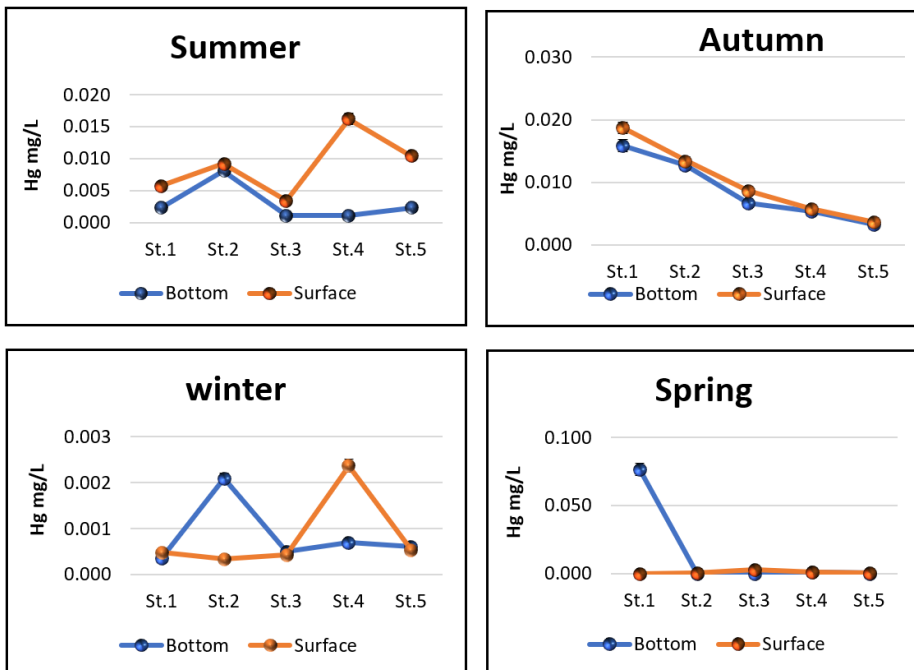 Summer
Hg mg/L
0.020
0.015
0.010
0.005
0.000
St.1 St.2 St.3 St.4 St.5
Bottom Surface
Autumn
Hg mg/L
0.030
0.020
0.010
0.000
St.1 St.2 St.3 St.4 St.5
Bottom Surface
winter
Hg mg/L
0.003
0.002
0.001
0.000
St.1 St.2 St.3 St.4 St.5
Bottom Surface
Spring
Hg mg/L
0.100
0.050
0.000
St.1 St.2 St.3 St.4 St.5
Bottom Surface